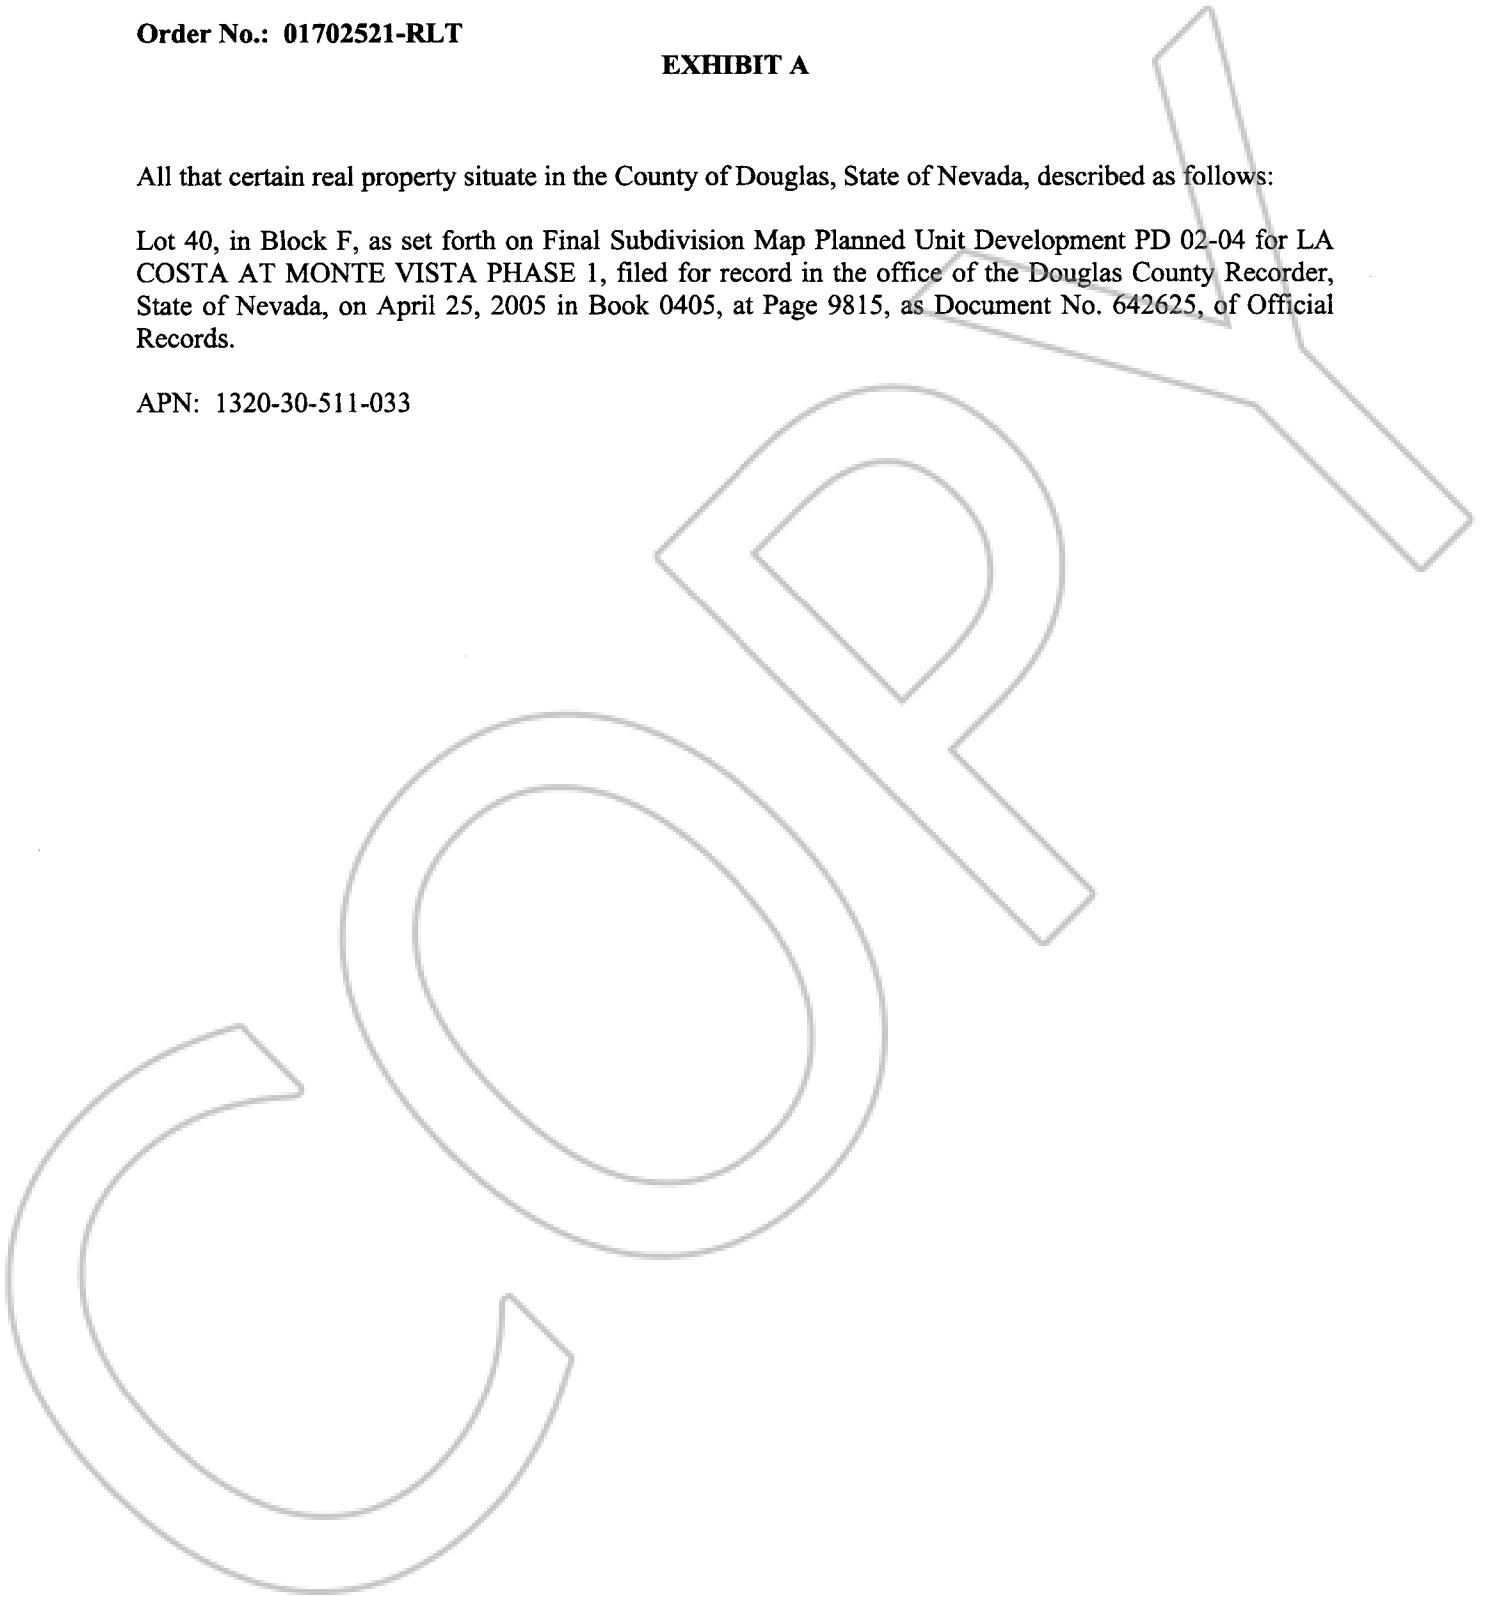 Order No.: 01702521-RLT
EXHIBIT A
All that certain real property situate in the County of Douglas, State of Nevada, described as follows:
Lot 40, in Block F, as set forth on Final Subdivision Map Planned Unit Development PD 02-04 for LA
COSTA AT MONTE VISTA PHASE 1, filed for record in the office of the Douglas County Recorder,
State of Nevada, on April 25, 2005 in Book 0405, at Page 9815, as Document No. 642625, of Official
Records.
APN: 1320-30-511-033
COPY